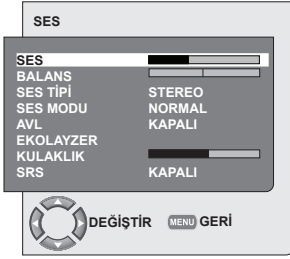 SES
SES
BALANS
SES TİPİ STEREO
SES MODU NORMAL
AVL KAPALI
EKOLAYZER
KULAKLIK
SRS KAPALI
DEĞİŞTİR MENU GERİ